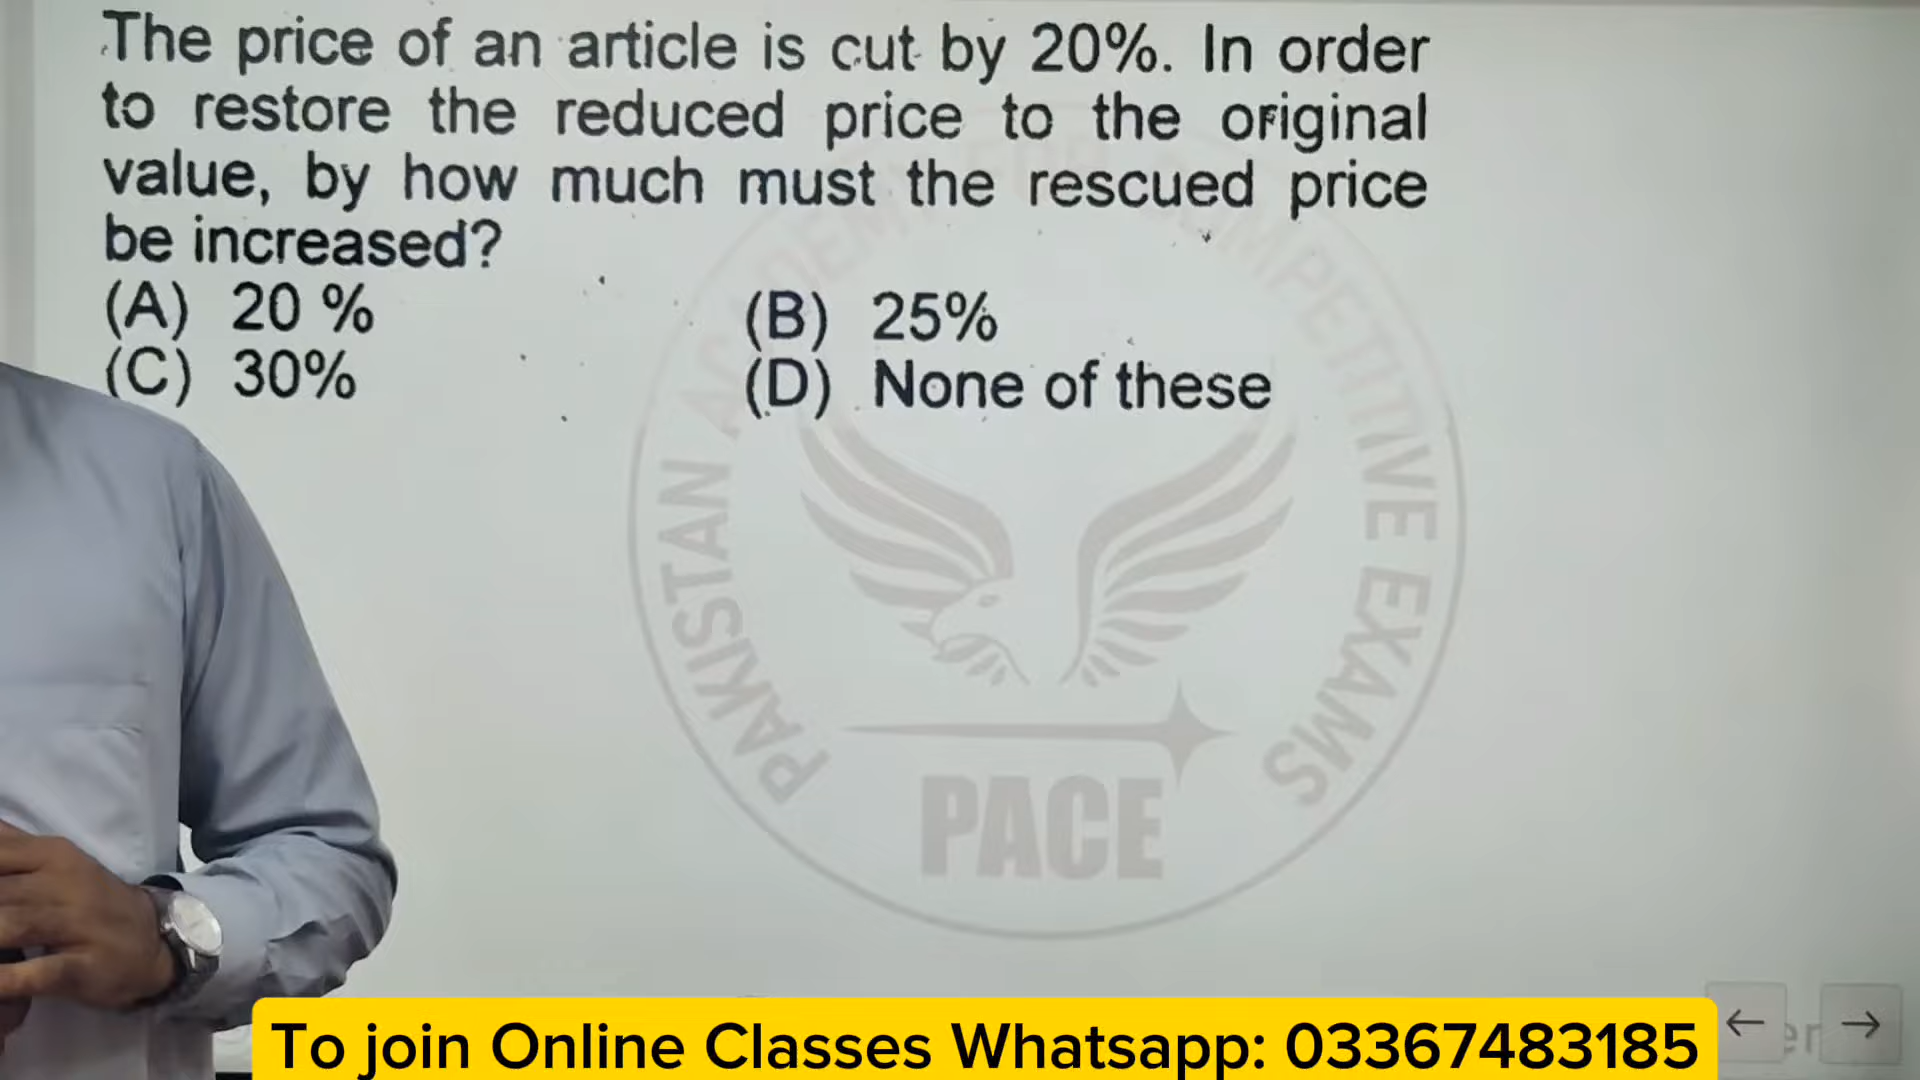 The price of an article is cut by 20%. In order
to restore the reduced price to the original
value, by how much must the rescued price
be increased?
(A) 20 %
(B) 25%
(C) 30%
(D) None of these
PAKISTAN ACADEMY FOR COMPETITIVE EXAMS
PACE
To join Online Classes Whatsapp: 03367483185